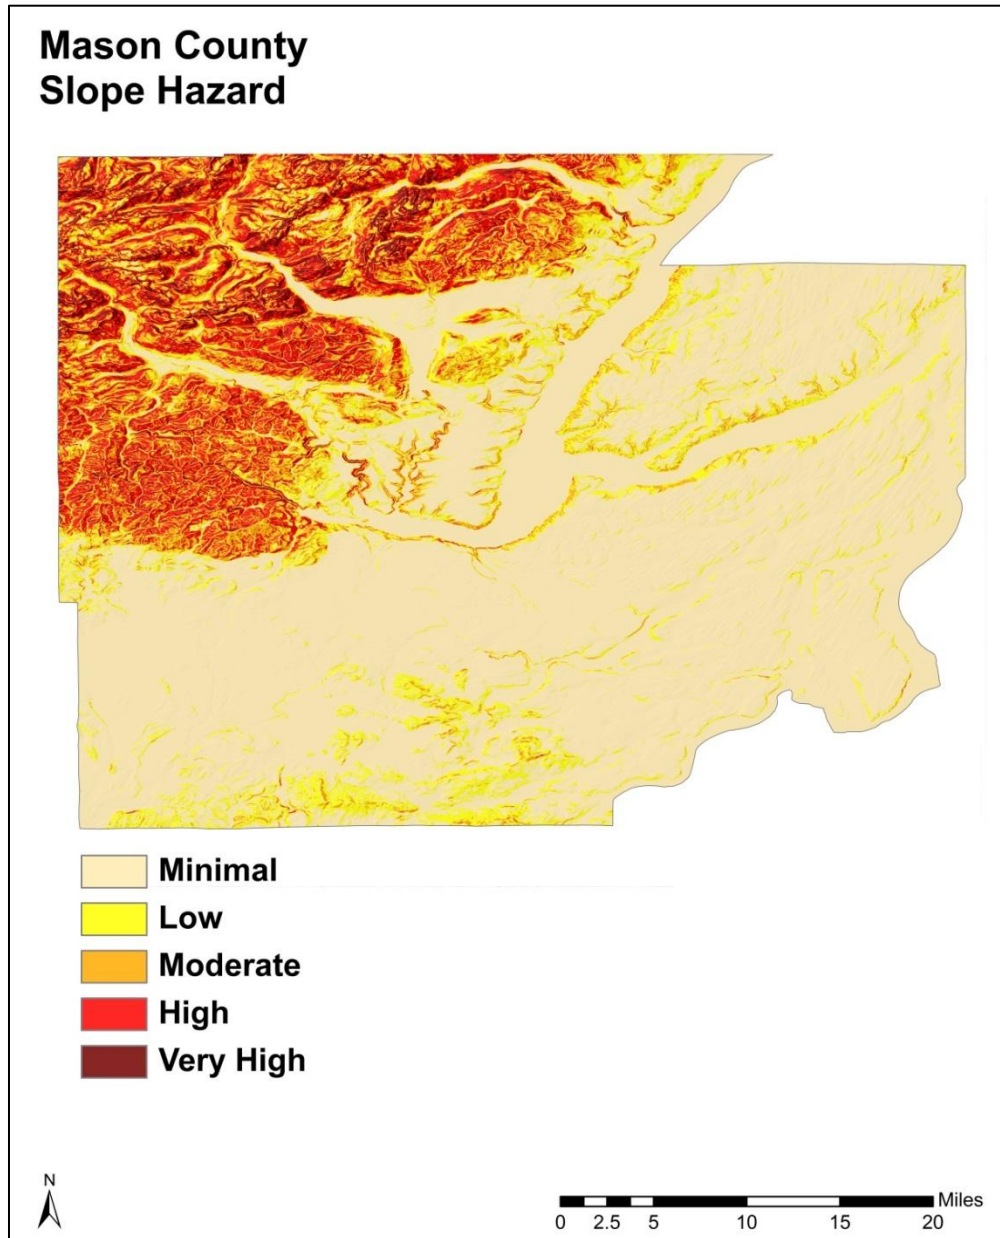 Mason County
Slope Hazard
Minimal
Low
Moderate
High
Very High
N
Miles
0 2.5 5 10 15 20